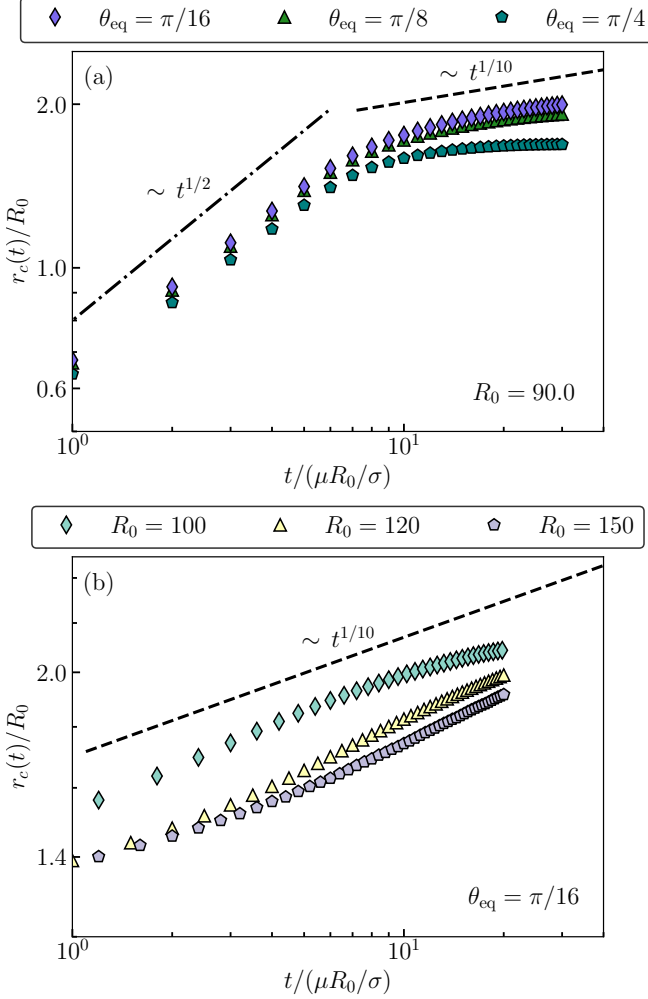 θ_eq = π/16 θ_eq = π/8 θ_eq = π/4
(a)
∼ t^{1/10}
2.0
∼ t^{1/2}
r_c(t)/R_0
1.0
0.6
R_0 = 90.0
10^0 10^1
t/(μR_0/σ)
R_0 = 100 R_0 = 120 R_0 = 150
(b)
∼ t^{1/10}
2.0
r_c(t)/R_0
1.4
θ_eq = π/16
10^0 10^1
t/(μR_0/σ)